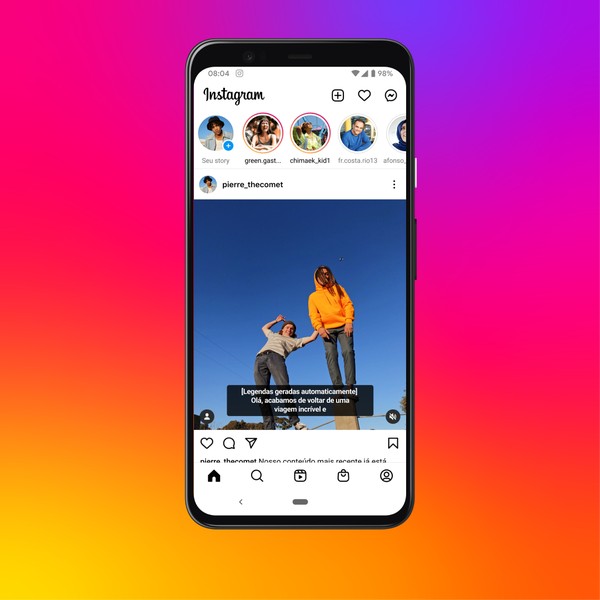 08:04
98%
Instagram
Seu story
green.gast...
chimaek_kid1
fr.costa.rio13
afonso,
pierre_thecomet
[Legendas geradas automaticamente]
Olá, acabamos de voltar de uma
viagem incrível e
pierre_thecomet Nosso conteúdo mais recente já está